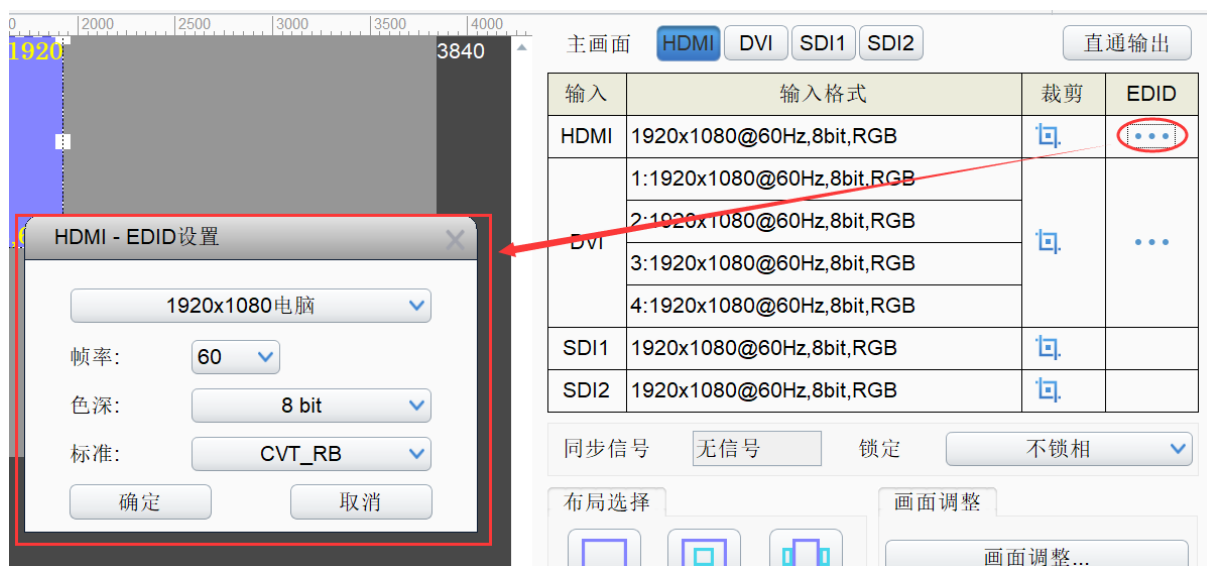 2000 2500 3000 3500 4000
1920
3840
主画面 HDMI DVI SDI1 SDI2 直通输出
输入 输入格式 裁剪 EDID
HDMI 1920x1080@60Hz,8bit,RGB
DVI
1:1920x1080@60Hz,8bit,RGB
2:1920x1080@60Hz,8bit,RGB
3:1920x1080@60Hz,8bit,RGB
4:1920x1080@60Hz,8bit,RGB
SDI1 1920x1080@60Hz,8bit,RGB
SDI2 1920x1080@60Hz,8bit,RGB
同步信号 无信号 锁定 不锁相
布局选择 画面调整
画面调整...
HDMI - EDID设置
1920x1080电脑
帧率: 60
色深: 8 bit
标准: CVT_RB
确定 取消